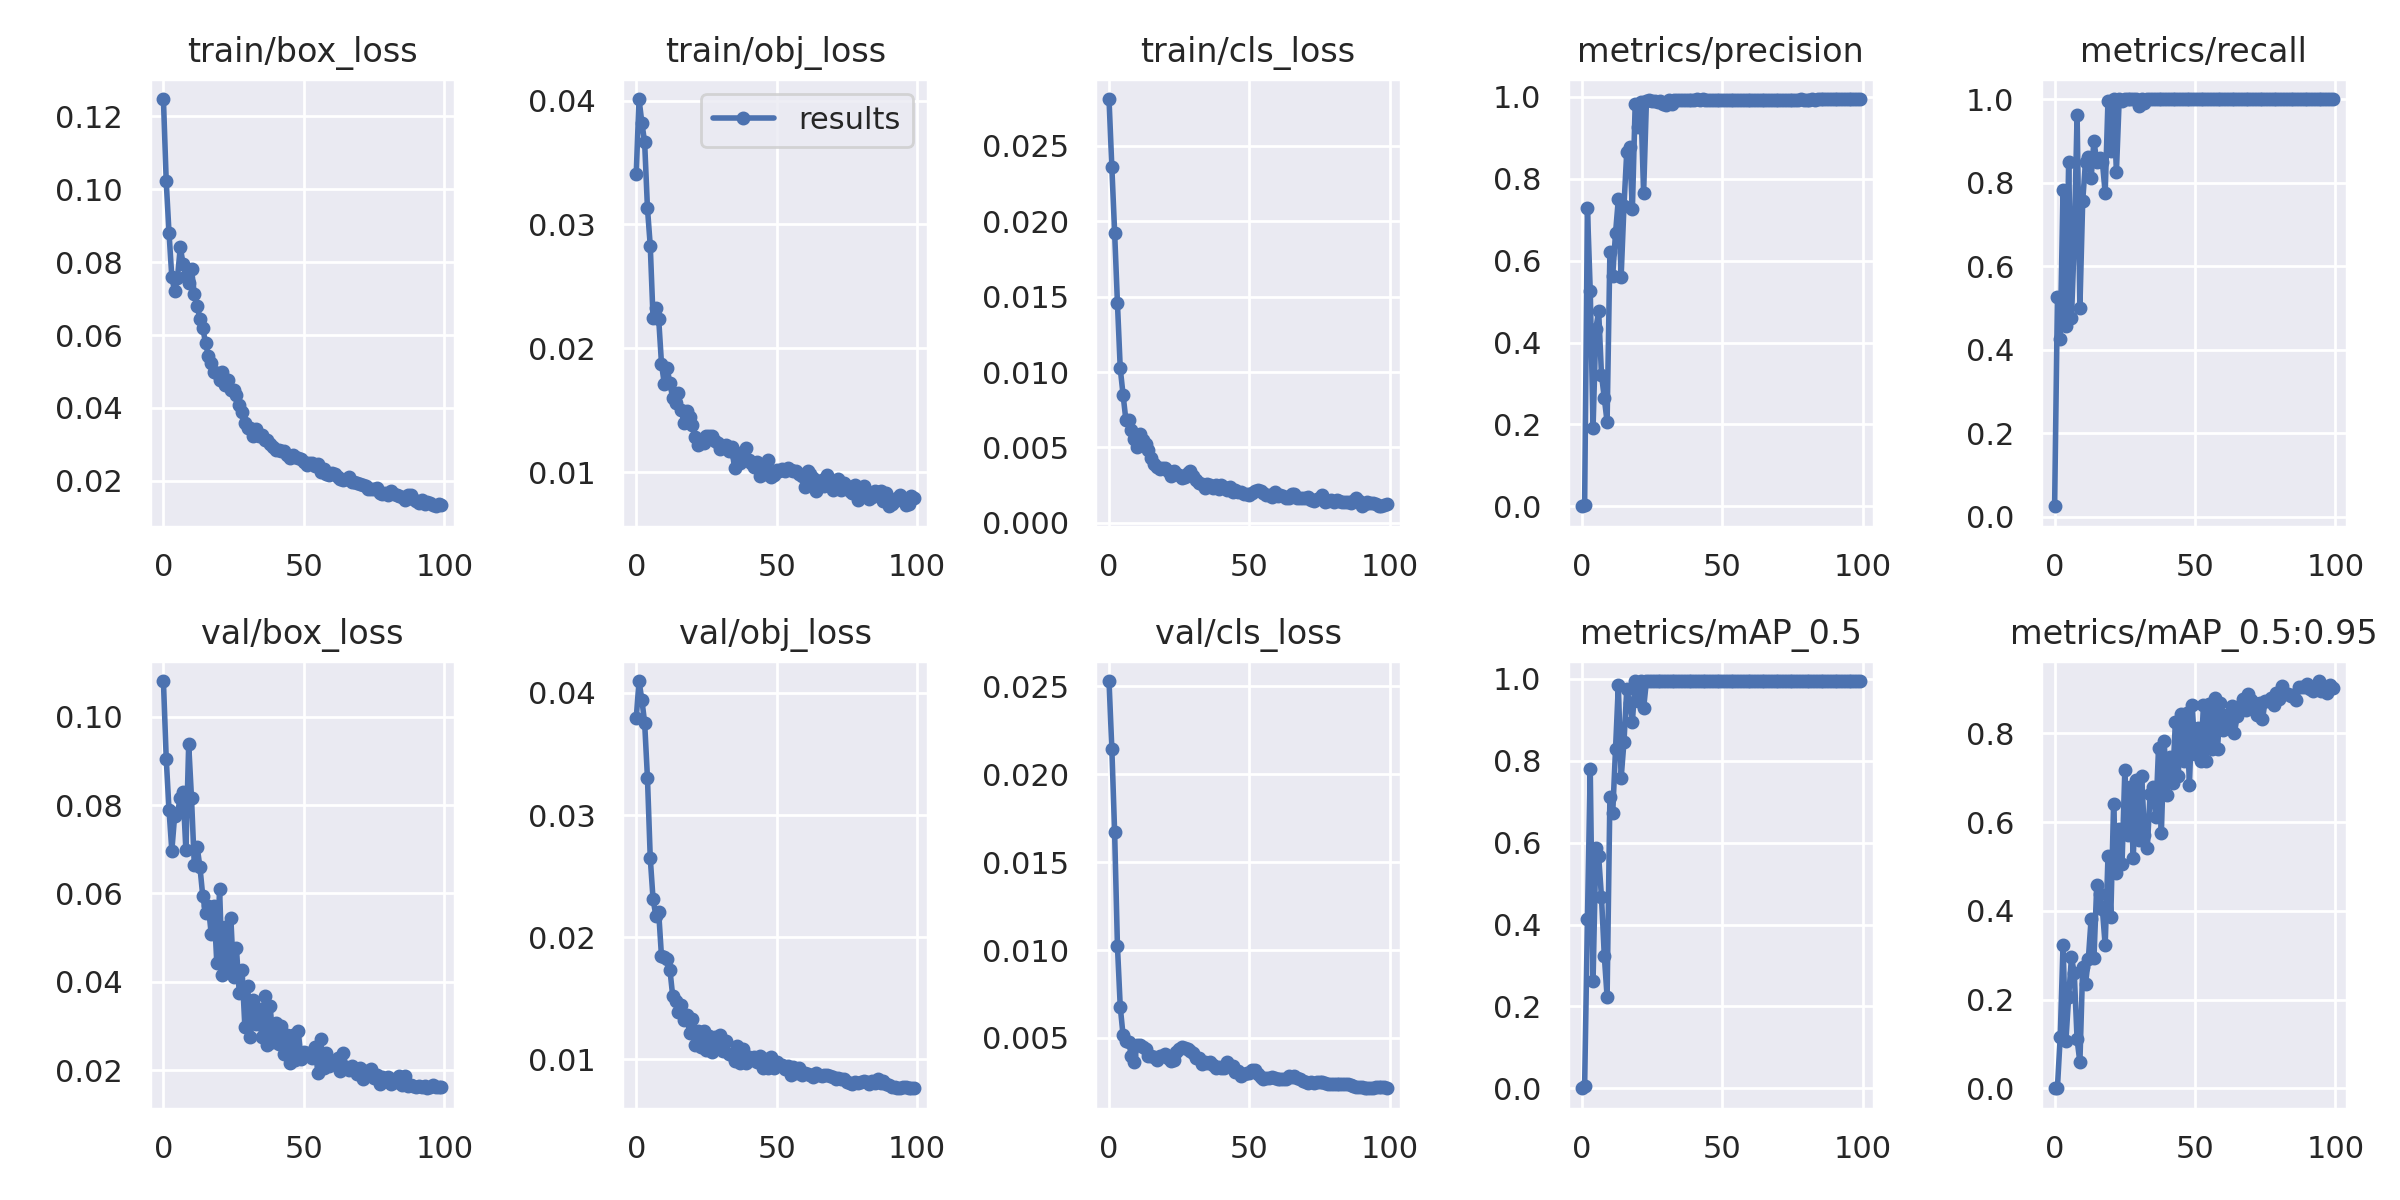 train/box_loss
0.12
0.10
0.08
0.06
0.04
0.02
0 50 100
train/obj_loss
results
0.04
0.03
0.02
0.01
0 50 100
train/cls_loss
0.025
0.020
0.015
0.010
0.005
0.000
0 50 100
metrics/precision
1.0
0.8
0.6
0.4
0.2
0.0
0 50 100
metrics/recall
1.0
0.8
0.6
0.4
0.2
0.0
0 50 100
val/box_loss
0.10
0.08
0.06
0.04
0.02
0 50 100
val/obj_loss
0.04
0.03
0.02
0.01
0 50 100
val/cls_loss
0.025
0.020
0.015
0.010
0.005
0 50 100
metrics/mAP_0.5
1.0
0.8
0.6
0.4
0.2
0.0
0 50 100
metrics/mAP_0.5:0.95
0.8
0.6
0.4
0.2
0.0
0 50 100